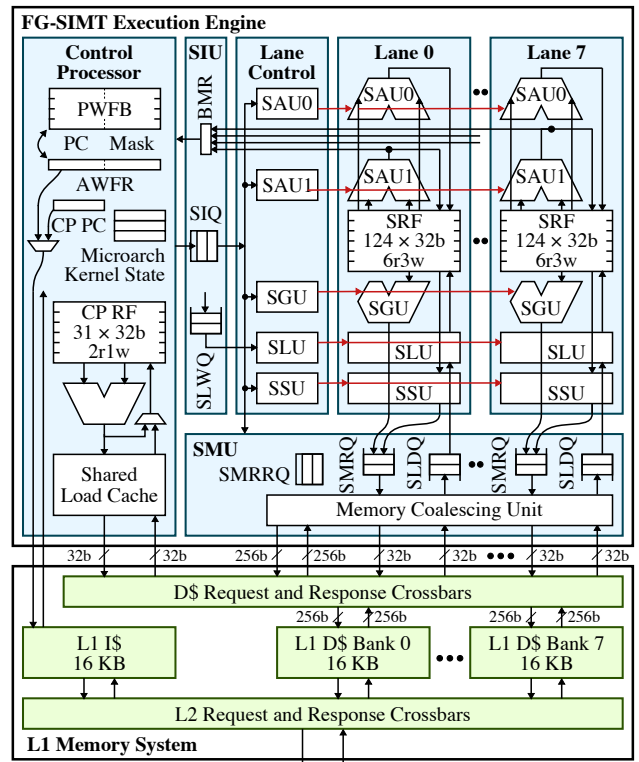 FG-SIMT Execution Engine
Control
Processor
SIU
Lane
Control
Lane 0
Lane 7
PWFB
PC Mask
AWFR
CP PC
Microarch
Kernel State
CP RF
31 × 32b
2r1w
Shared
Load Cache
BMR
SIQ
SLWQ
SAU0
SAU1
SGU
SLU
SSU
SAU0
SAU1
SRF
124 × 32b
6r3w
SGU
SLU
SSU
SAU0
SAU1
SRF
124 × 32b
6r3w
SGU
SLU
SSU
SMU
SMRRQ
SMRQ
SLDQ
SMRQ
SLDQ
Memory Coalescing Unit
32b 32b 256b 256b 32b 32b 32b 32b
D$ Request and Response Crossbars
256b 256b 256b 256b
L1 I$
16 KB
L1 D$ Bank 0
16 KB
L1 D$ Bank 7
16 KB
L2 Request and Response Crossbars
L1 Memory System